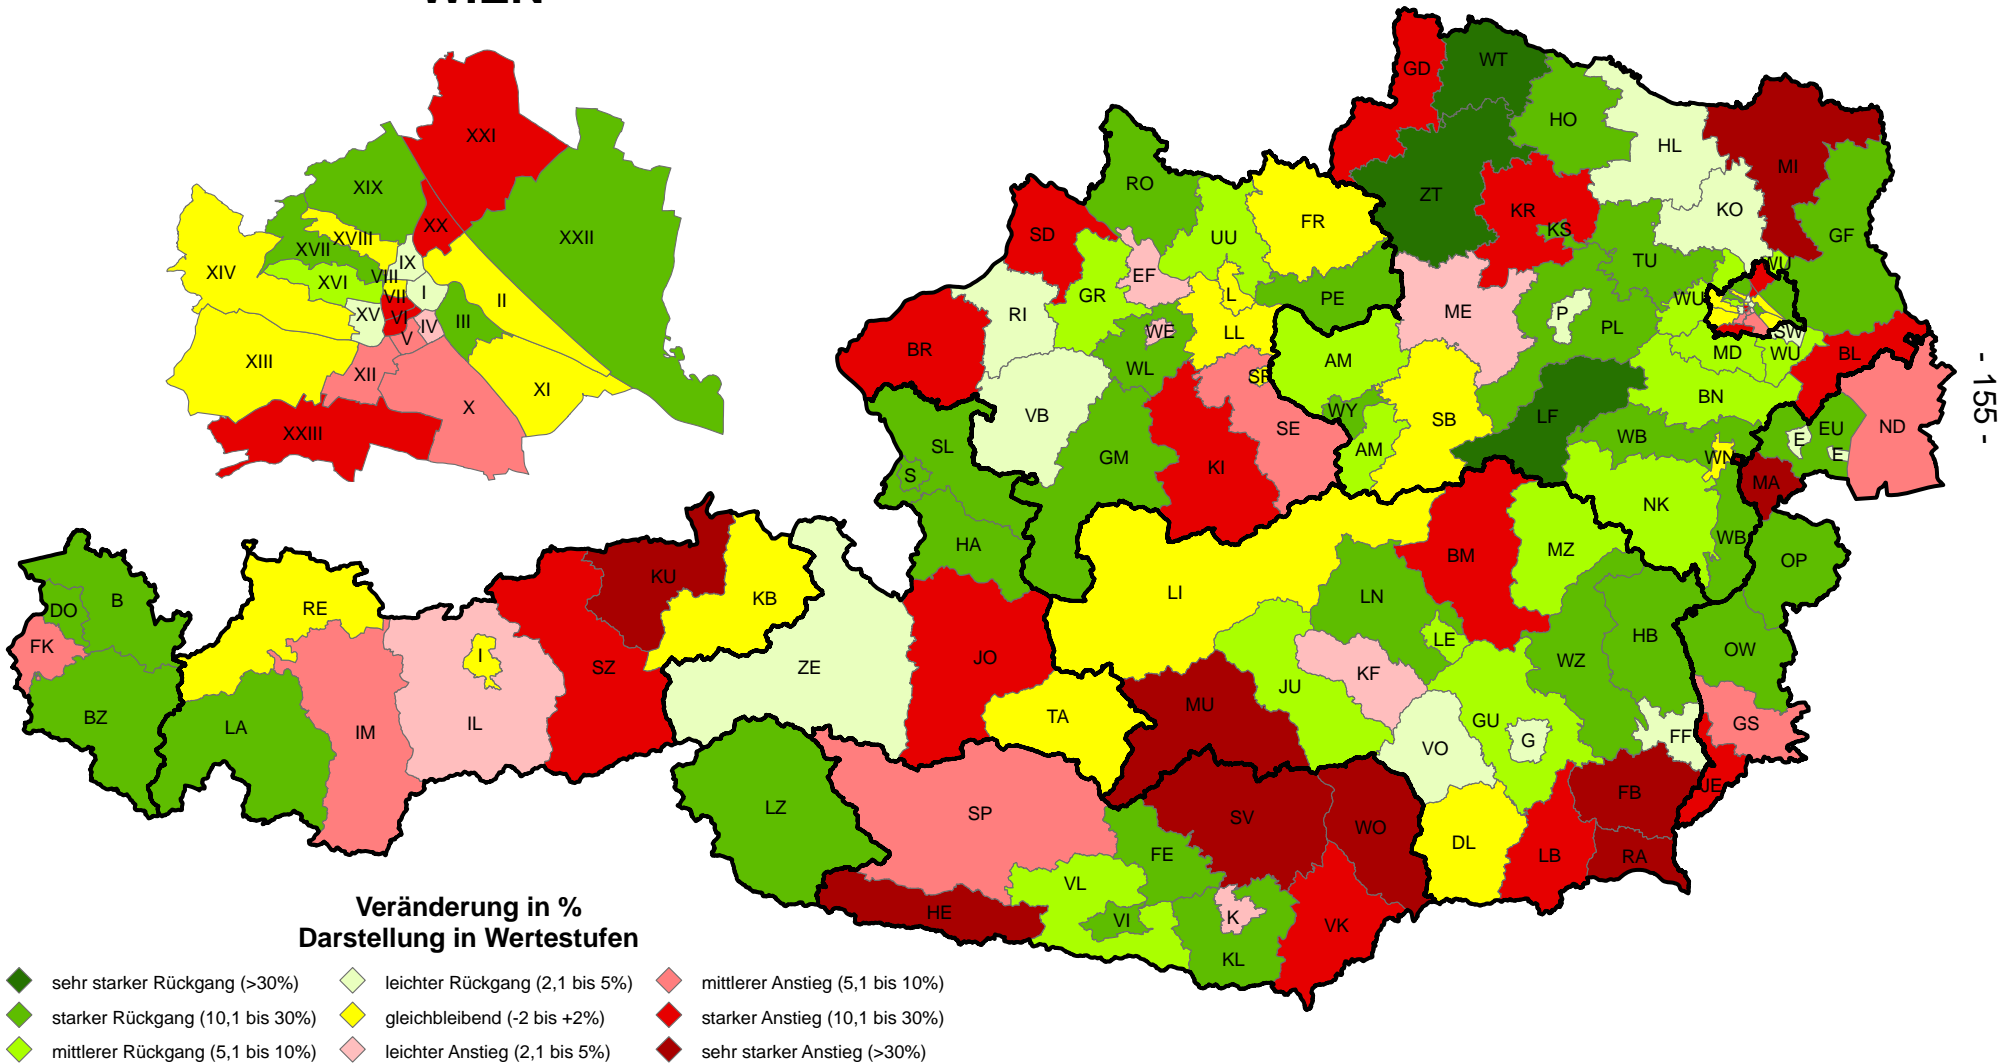 WIEN
XXI
XIX
XX
XXII
XVIII
XVII
IX
XIV
XVI
VIII
VII
I
II
XV
VI
IV
III
V
XIII
XII
XI
X
XXIII
GD
WT
HO
HL
MI
ZT
KR
KS
KO
GF
RO
SD
UU
FR
EF
GR
L
PE
TU
WU
WU
ME
P
PL
SW
RI
WE
LL
BR
WL
AM
MD
WU
BL
SR
BN
VB
WY
SB
LF
ND
SE
WB
EU
E
E
SL
GM
KI
AM
WN
S
MA
NK
HA
WB
BM
MZ
OP
KU
LI
LN
KB
RE
B
DO
LE
HB
FK
I
ZE
JO
SZ
KF
WZ
OW
JU
MU
TA
GU
GS
BZ
LA
IM
IL
VO
G
FF
JE
FB
LZ
SP
SV
WO
DL
LB
RA
FE
VL
HE
VI
K
VK
KL
- 155 -
Veränderung in %
Darstellung in Wertestufen
sehr starker Rückgang (>30%)
leichter Rückgang (2,1 bis 5%)
mittlerer Anstieg (5,1 bis 10%)
starker Rückgang (10,1 bis 30%)
gleichbleibend (-2 bis +2%)
starker Anstieg (10,1 bis 30%)
mittlerer Rückgang (5,1 bis 10%)
leichter Anstieg (2,1 bis 5%)
sehr starker Anstieg (>30%)